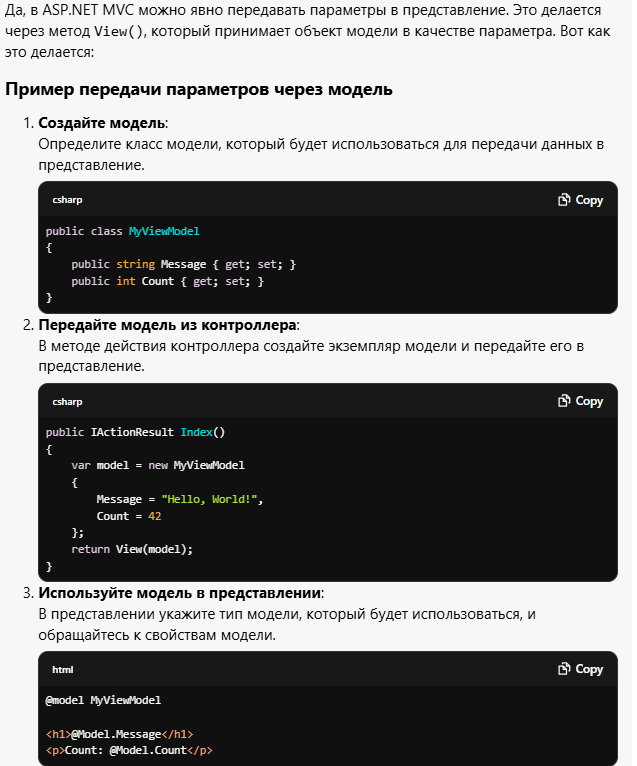 Да, в ASP.NET MVC можно явно передавать параметры в представление. Это делается
через метод View(), который принимает объект модели в качестве параметра. Вот как
это делается:
Пример передачи параметров через модель
1. Создайте модель:
Определите класс модели, который будет использоваться для передачи данных в
представление.
csharp Copy
public class MyViewModel
{
    public string Message { get; set; }
    public int Count { get; set; }
}
2. Передайте модель из контроллера:
В методе действия контроллера создайте экземпляр модели и передайте его в
представление.
csharp Copy
public IActionResult Index()
{
    var model = new MyViewModel
    {
        Message = "Hello, World!",
        Count = 42
    };
    return View(model);
}
3. Используйте модель в представлении:
В представлении укажите тип модели, который будет использоваться, и
обращайтесь к свойствам модели.
html Copy
@model MyViewModel
<h1>@Model.Message</h1>
<p>Count: @Model.Count</p>